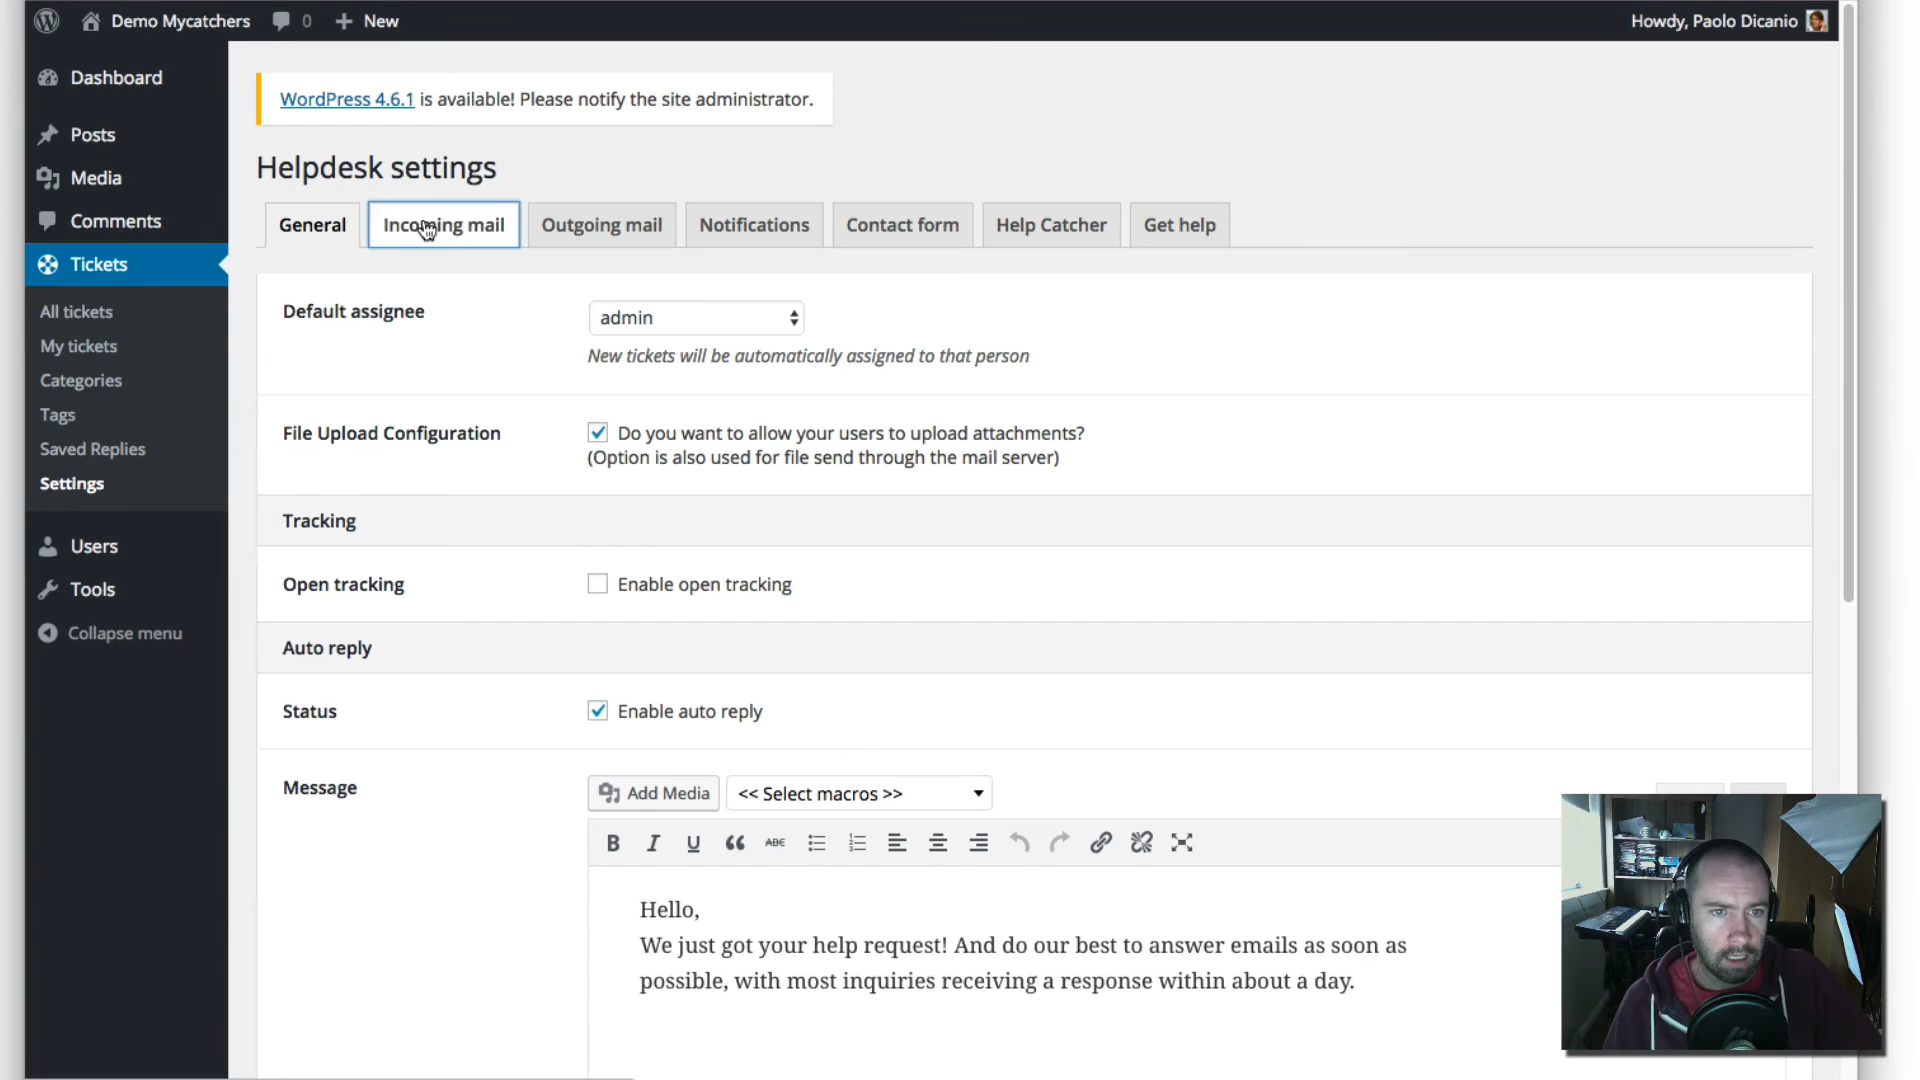 Demo Mycatchers 0 New Howdy, Paolo Dicanio
Dashboard
Posts
Media
Comments
Tickets
All tickets
My tickets
Categories
Tags
Saved Replies
Settings
Users
Tools
Collapse menu
WordPress 4.6.1 is available! Please notify the site administrator.
Helpdesk settings
General Incoming mail Outgoing mail Notifications Contact form Help Catcher Get help
Default assignee admin
New tickets will be automatically assigned to that person
File Upload Configuration Do you want to allow your users to upload attachments?
(Option is also used for file send through the mail server)
Tracking
Open tracking Enable open tracking
Auto reply
Status Enable auto reply
Message Add Media << Select macros >>
B I U ABC
Hello,
We just got your help request! And do our best to answer emails as soon as
possible, with most inquiries receiving a response within about a day.